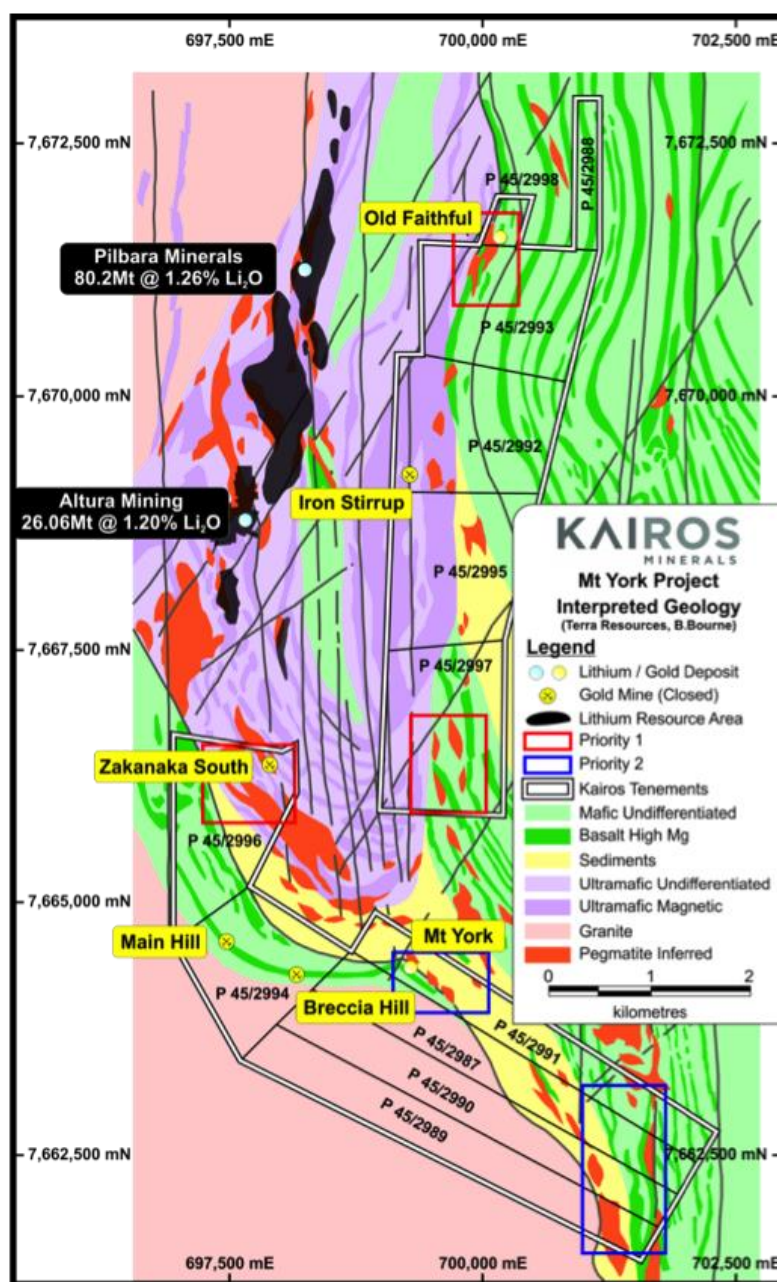 697,500 mE
700,000 mE
702,500 mE
7,672,500 mN
7,672,500 mN
P 45/2988
P 45/2998
Old Faithful
Pilbara Minerals
80.2Mt @ 1.26% Li₂O
P 45/2993
7,670,000 mN
7,670,000 mN
P 45/2992
Iron Stirrup
Altura Mining
26.06Mt @ 1.20% Li₂O
P 45/2995
KAIROS
MINERALS
Mt York Project
Interpreted Geology
(Terra Resources, B.Bourne)
Legend
Lithium / Gold Deposit
Gold Mine (Closed)
Lithium Resource Area
Priority 1
Priority 2
Kairos Tenements
Mafic Undifferentiated
Basalt High Mg
Sediments
Ultramafic Undifferentiated
Ultramafic Magnetic
Granite
Pegmatite Inferred
0 1 2
kilometres
7,667,500 mN
P 45/2997
Zakanaka South
P 45/2996
7,665,000 mN
Main Hill
Mt York
P 45/2994
Breccia Hill
P 45/2991
P 45/2987
P 45/2990
P 45/2989
7,662,500 mN
7,662,500 mN
697,500 mE
700,000 mE
702,500 mE